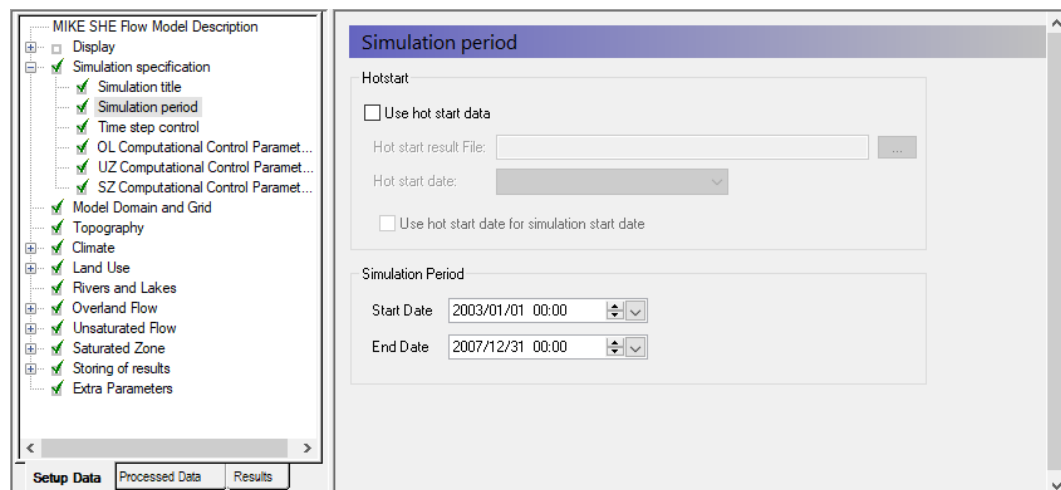 MIKE SHE Flow Model Description
Display
Simulation specification
Simulation title
Simulation period
Time step control
OL Computational Control Paramet...
UZ Computational Control Paramet...
SZ Computational Control Paramet...
Model Domain and Grid
Topography
Climate
Land Use
Rivers and Lakes
Overland Flow
Unsaturated Flow
Saturated Zone
Storing of results
Extra Parameters
Setup Data Processed Data Results
Simulation period
Hotstart
Use hot start data
Hot start result File: ...
Hot start date:
Use hot start date for simulation start date
Simulation Period
Start Date 2003/01/01 00:00
End Date 2007/12/31 00:00